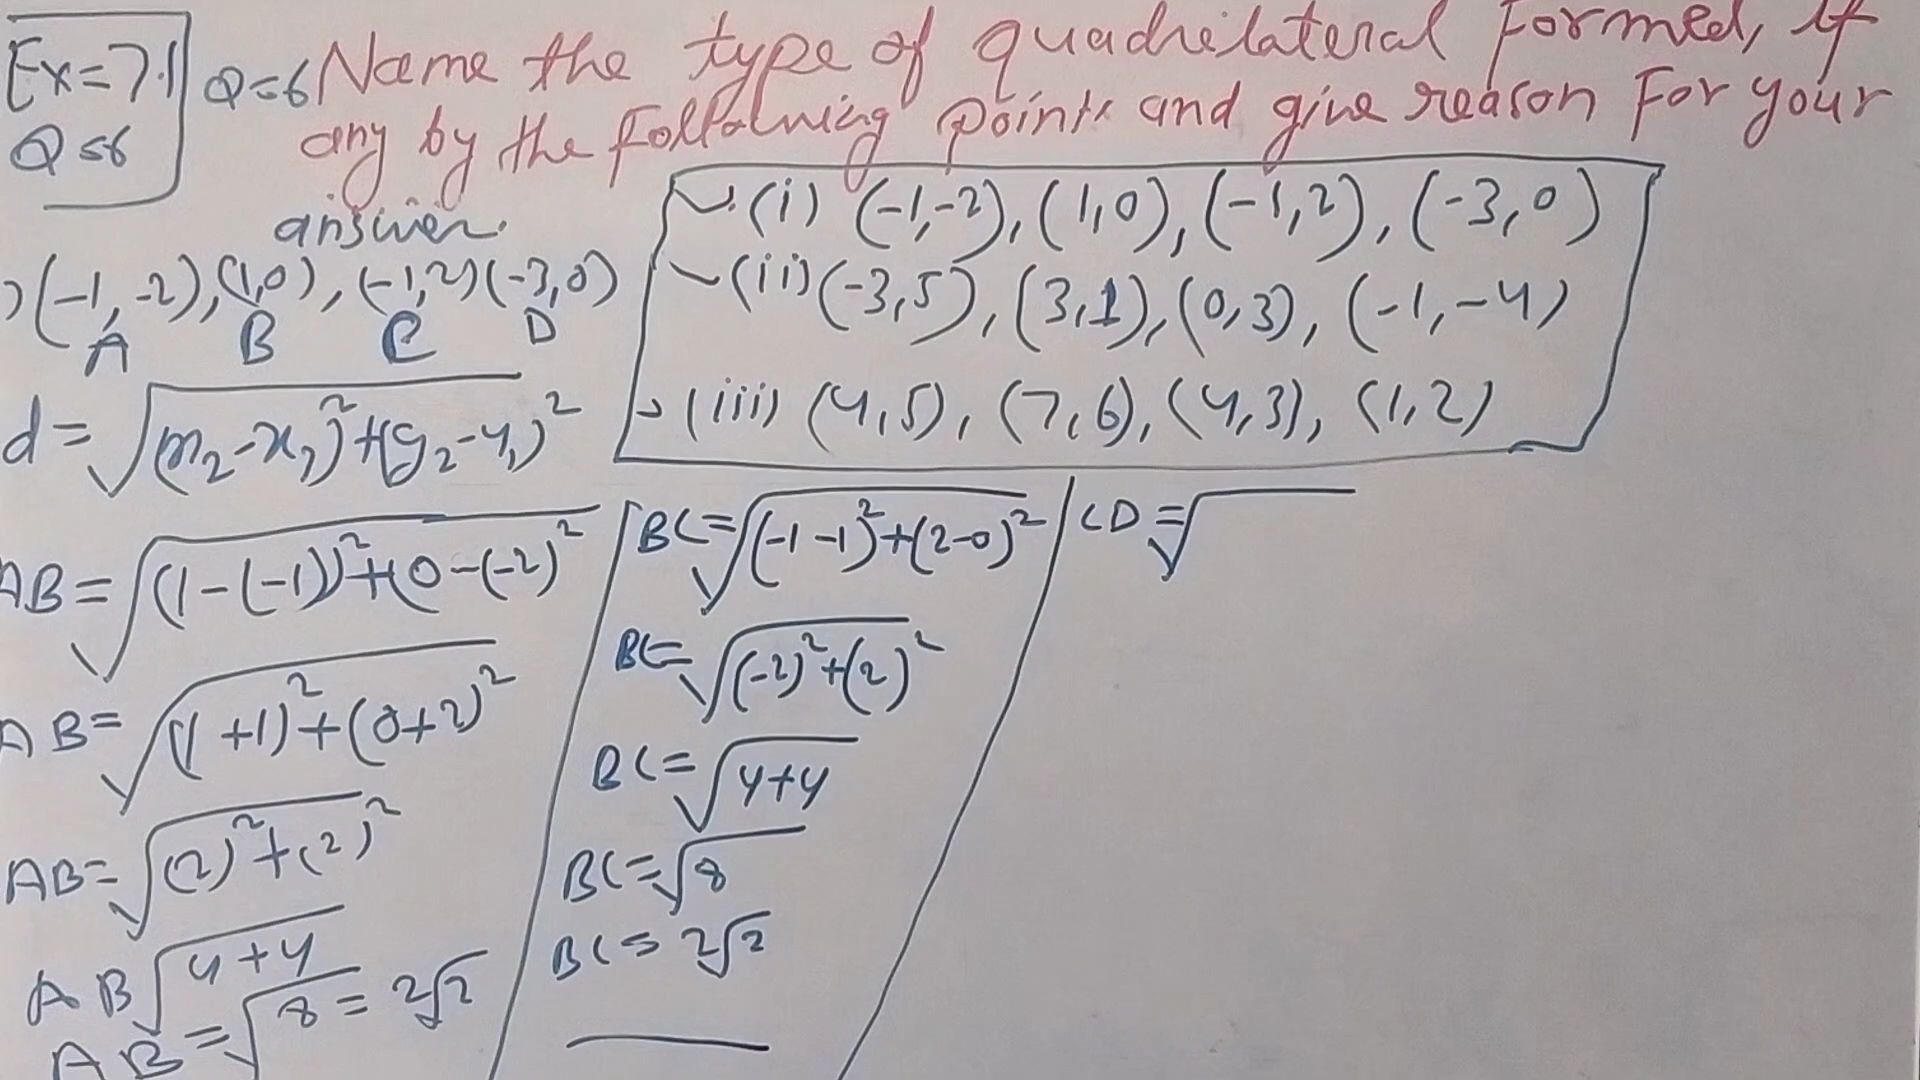 Ex=7.1
Q=6
Q=6 Name the type of quadrilateral formed, if
any by the following points and give reason For your
answer.
(i) (-1,-2), (1,0), (-1,2), (-3,0)
(ii) (-3,5), (3,1), (0,3), (-1,-4)
(iii) (4,5), (7,6), (4,3), (1,2)
(-1,-2), (1,0), (-1,2) (-3,0)
A B C D
d=√(x₂-x₁)²+(y₂-y₁)²
AB=√(1-(-1))²+(0-(-2)²
AB=√(1+1)²+(0+2)²
AB=√(2)²+(2)²
AB√4+4
AB=√8=2√2
BC=√(-1-1)²+(2-0)²
BC=√(-2)²+(2)²
BC=√4+4
BC=√8
BC=2√2
CD=√